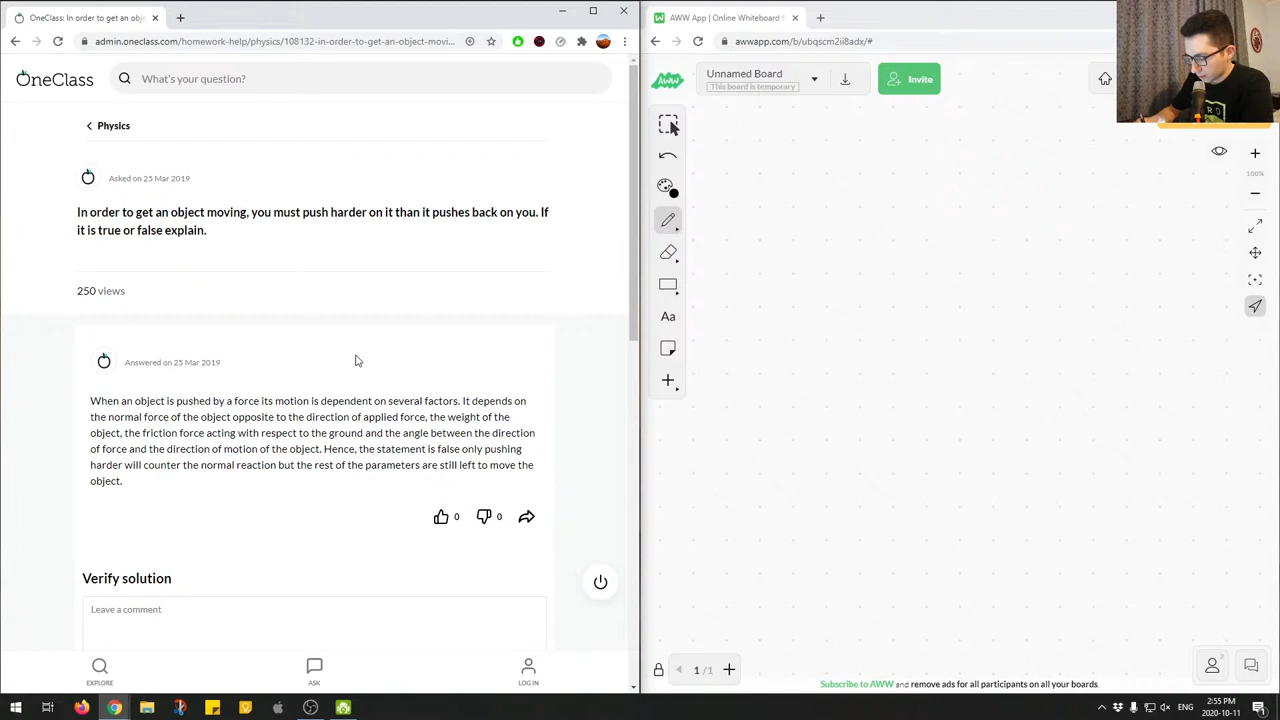 OneClass: In order to get an obje
admin.oneclass.com/homework-help/physics/108132-in-order-to-get-an-object-movi...
OneClass
What's your question?
Physics
Asked on 25 Mar 2019
In order to get an object moving, you must push harder on it than it pushes back on you. If
it is true or false explain.
250 views
Answered on 25 Mar 2019
When an object is pushed by a force its motion is dependent on several factors. It depends on
the normal force of the object opposite to the direction of applied force, the weight of the
object, the friction force acting with respect to the ground and the angle between the direction
of force and the direction of motion of the object. Hence, the statement is false only pushing
harder will counter the normal reaction but the rest of the parameters are still left to move the
object.
0
0
Verify solution
Leave a comment
EXPLORE
ASK
LOG IN
AWW App | Online Whiteboard f
awwapp.com/b/ubqscm2ii8adx/#
AWW
Unnamed Board
This board is temporary
Invite
100%
Aa
1 /1
Subscribe to AWW and remove ads for all participants on all your boards.
ENG
2:55 PM
2020-10-11